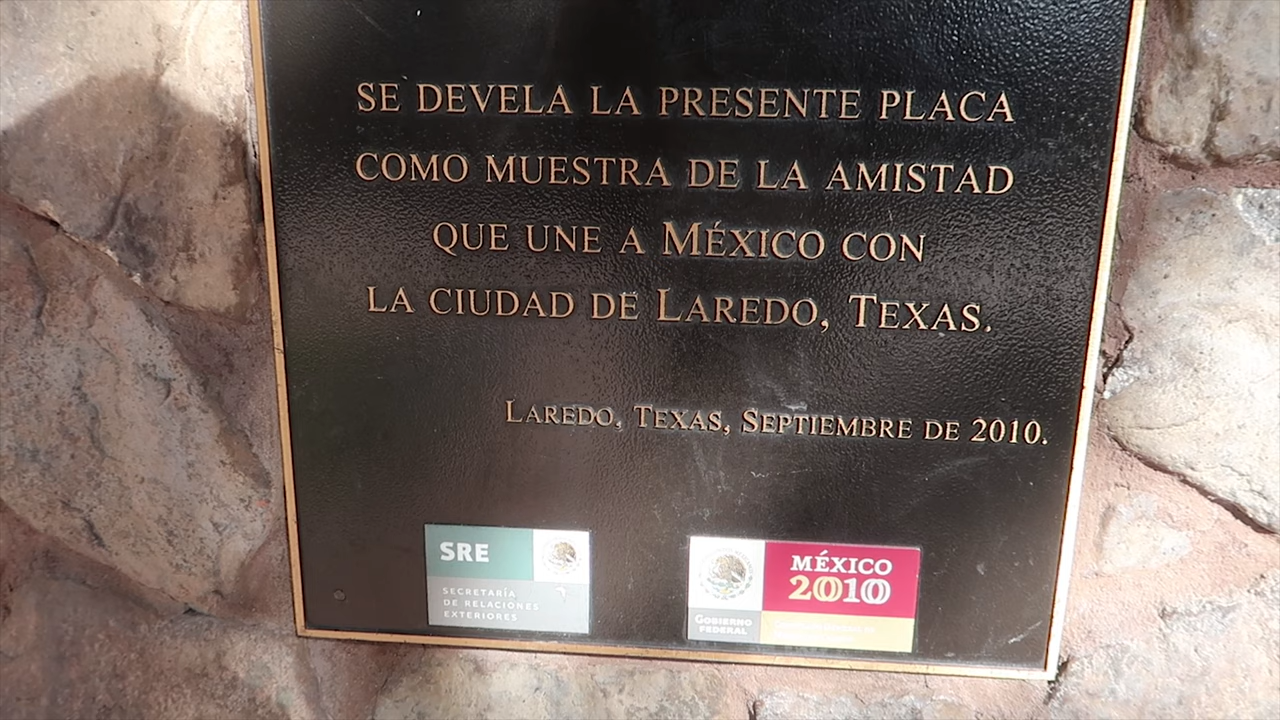 SE DEVELA LA PRESENTE PLACA
COMO MUESTRA DE LA AMISTAD
QUE UNE A MÉXICO CON
LA CIUDAD DE LAREDO, TEXAS.
LAREDO, TEXAS, SEPTIEMBRE DE 2010.
SRE
SECRETARÍA
DE RELACIONES
EXTERIORES
GOBIERNO
FEDERAL
MÉXICO
2010